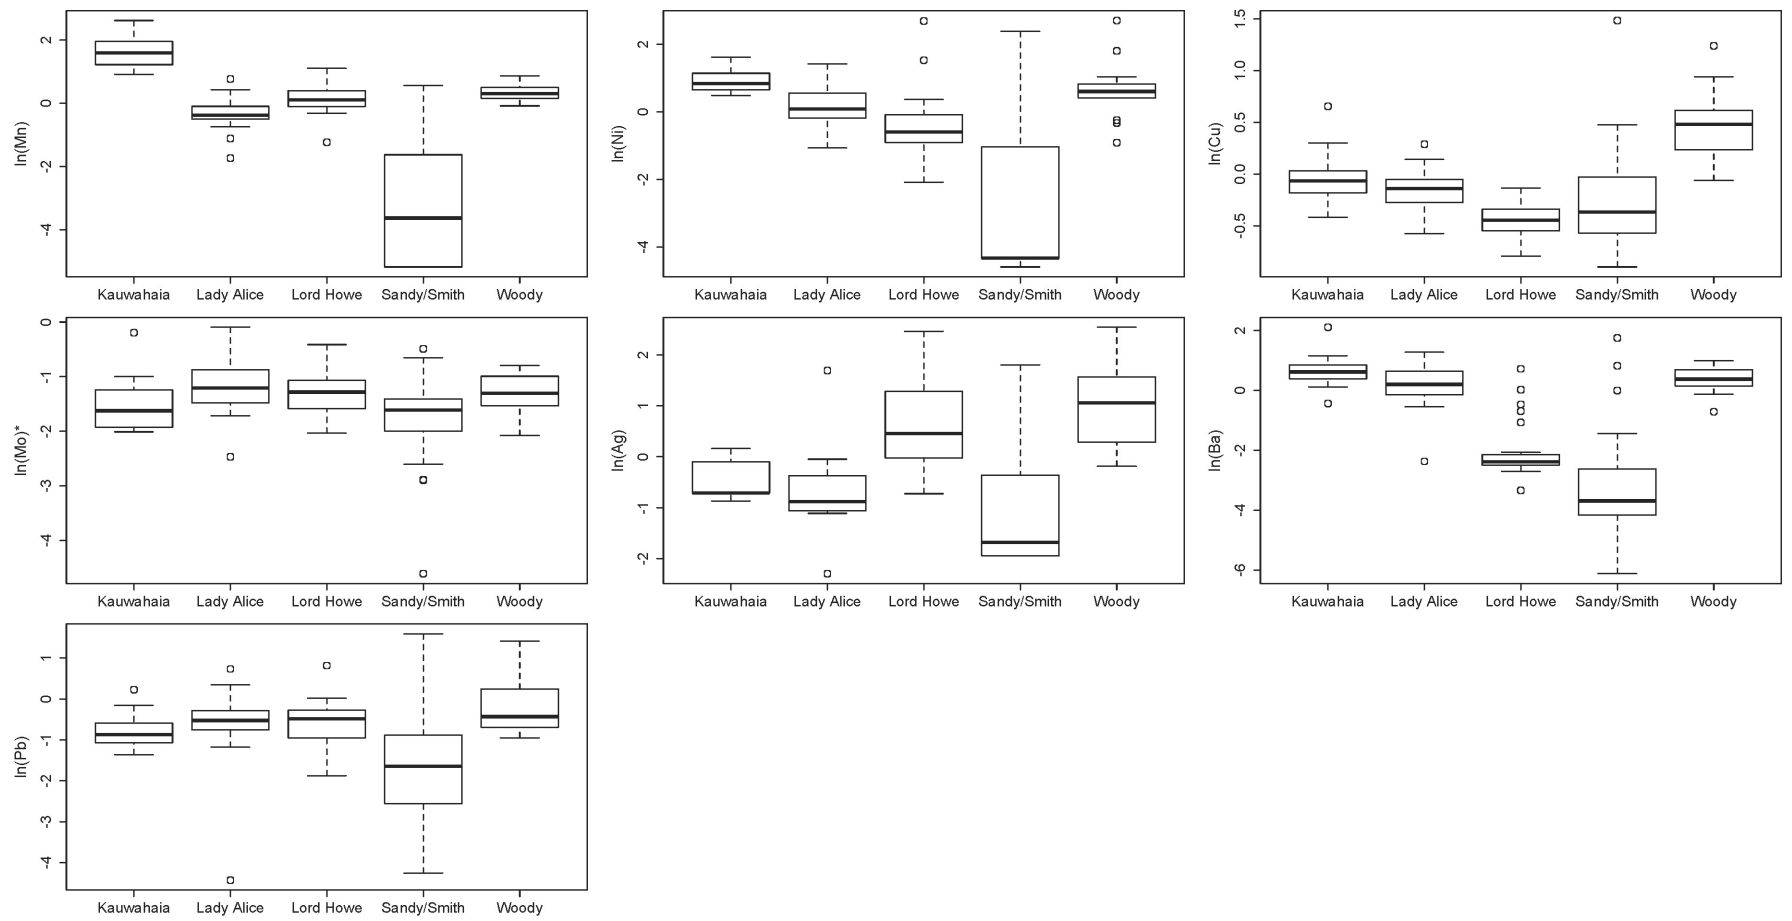 ln(Mn)
2
0
-2
-4
Kauwahaia Lady Alice Lord Howe Sandy/Smith Woody
ln(Ni)
2
0
-2
-4
Kauwahaia Lady Alice Lord Howe Sandy/Smith Woody
ln(Cu)
1.5
1.0
0.5
0.0
-0.5
Kauwahaia Lady Alice Lord Howe Sandy/Smith Woody
ln(Mo)*
0
-1
-2
-3
-4
Kauwahaia Lady Alice Lord Howe Sandy/Smith Woody
ln(Ag)
2
1
0
-1
-2
Kauwahaia Lady Alice Lord Howe Sandy/Smith Woody
ln(Ba)
2
0
-2
-4
-6
Kauwahaia Lady Alice Lord Howe Sandy/Smith Woody
ln(Pb)
1
0
-1
-2
-3
-4
Kauwahaia Lady Alice Lord Howe Sandy/Smith Woody